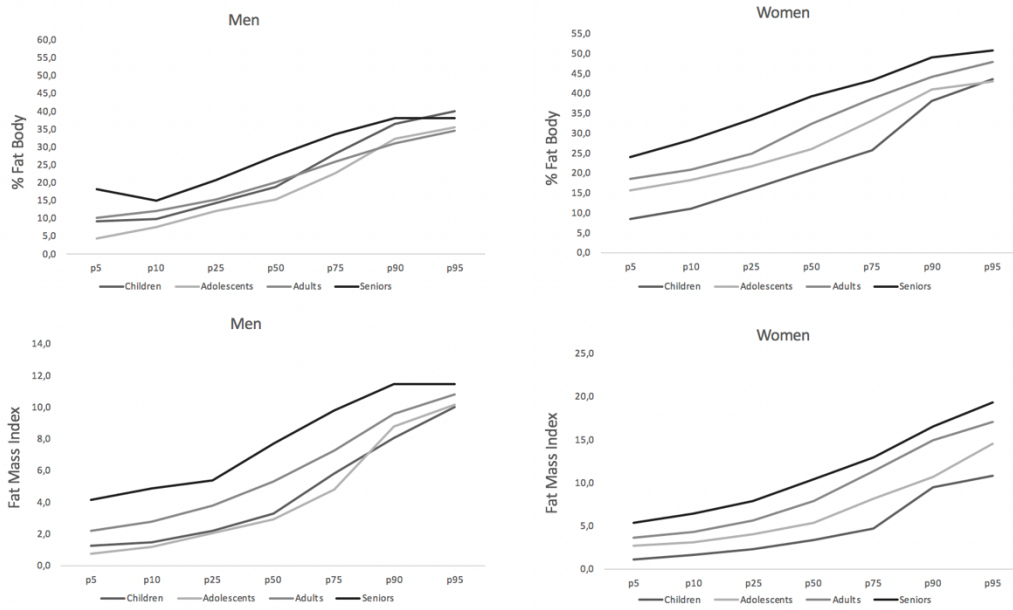 Men
% Fat Body
60,0
55,0
50,0
45,0
40,0
35,0
30,0
25,0
20,0
15,0
10,0
5,0
0,0
p5 p10 p25 p50 p75 p90 p95
Children Adolescents Adults Seniors
Women
% Fat Body
55,0
50,0
45,0
40,0
35,0
30,0
25,0
20,0
15,0
10,0
5,0
0,0
p5 p10 p25 p50 p75 p90 p95
Children Adolescents Adults Seniors
Men
Fat Mass Index
14,0
12,0
10,0
8,0
6,0
4,0
2,0
0,0
p5 p10 p25 p50 p75 p90 p95
Children Adolescents Adults Seniors
Women
Fat Mass Index
25,0
20,0
15,0
10,0
5,0
0,0
p5 p10 p25 p50 p75 p90 p95
Children Adolescents Adults Seniors